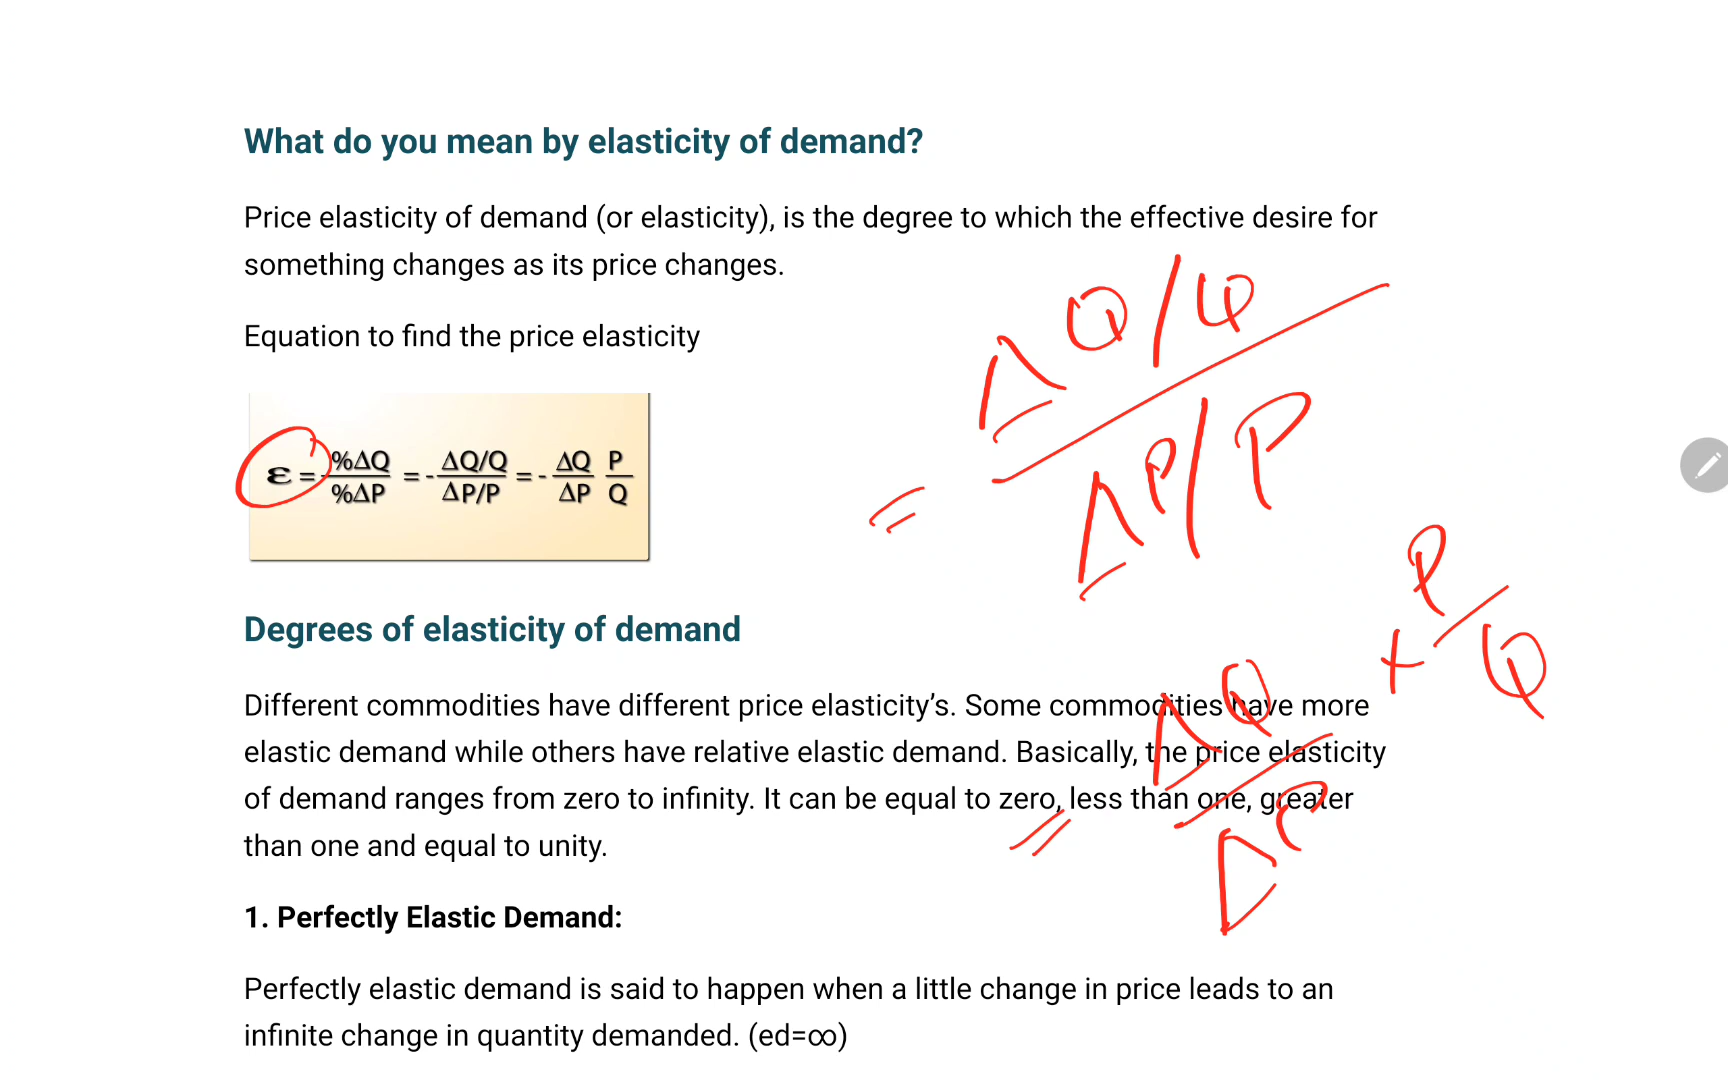 What do you mean by elasticity of demand?
Price elasticity of demand (or elasticity), is the degree to which the effective desire for
something changes as its price changes.
Equation to find the price elasticity
ε = -%ΔQ/%ΔP = -ΔQ/Q/ΔP/P = -ΔQ/ΔP P/Q
= ΔQ/Q / ΔP/P
Degrees of elasticity of demand
Different commodities have different price elasticity’s. Some commodities have more
elastic demand while others have relative elastic demand. Basically, the price elasticity
of demand ranges from zero to infinity. It can be equal to zero, less than one, greater
than one and equal to unity.
= ΔQ/ΔP × P/Q
1. Perfectly Elastic Demand:
Perfectly elastic demand is said to happen when a little change in price leads to an
infinite change in quantity demanded. (ed=∞)